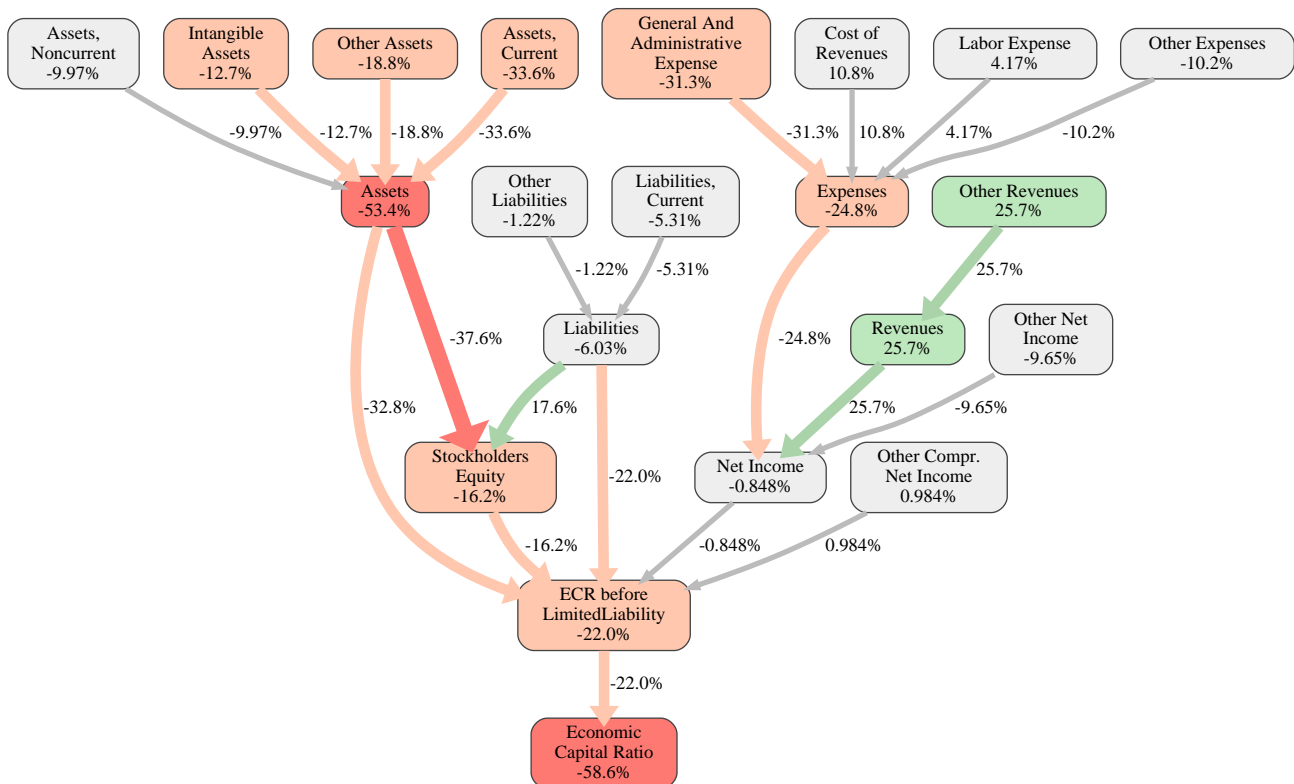 Assets,
Noncurrent
-9.97%
Intangible
Assets
-12.7%
Other Assets
-18.8%
Assets,
Current
-33.6%
General And
Administrative
Expense
-31.3%
Cost of
Revenues
10.8%
Labor Expense
4.17%
Other Expenses
-10.2%
-9.97%
-12.7%
-18.8%
-33.6%
-31.3%
10.8%
4.17%
-10.2%
Assets
-53.4%
Other
Liabilities
-1.22%
Liabilities,
Current
-5.31%
Expenses
-24.8%
Other Revenues
25.7%
-1.22%
-5.31%
25.7%
-37.6%
Liabilities
-6.03%
-24.8%
Revenues
25.7%
Other Net
Income
-9.65%
-32.8%
17.6%
25.7%
-9.65%
Stockholders
Equity
-16.2%
-22.0%
Net Income
-0.848%
Other Compr.
Net Income
0.984%
-16.2%
-0.848%
0.984%
ECR before
LimitedLiability
-22.0%
-22.0%
Economic
Capital Ratio
-58.6%